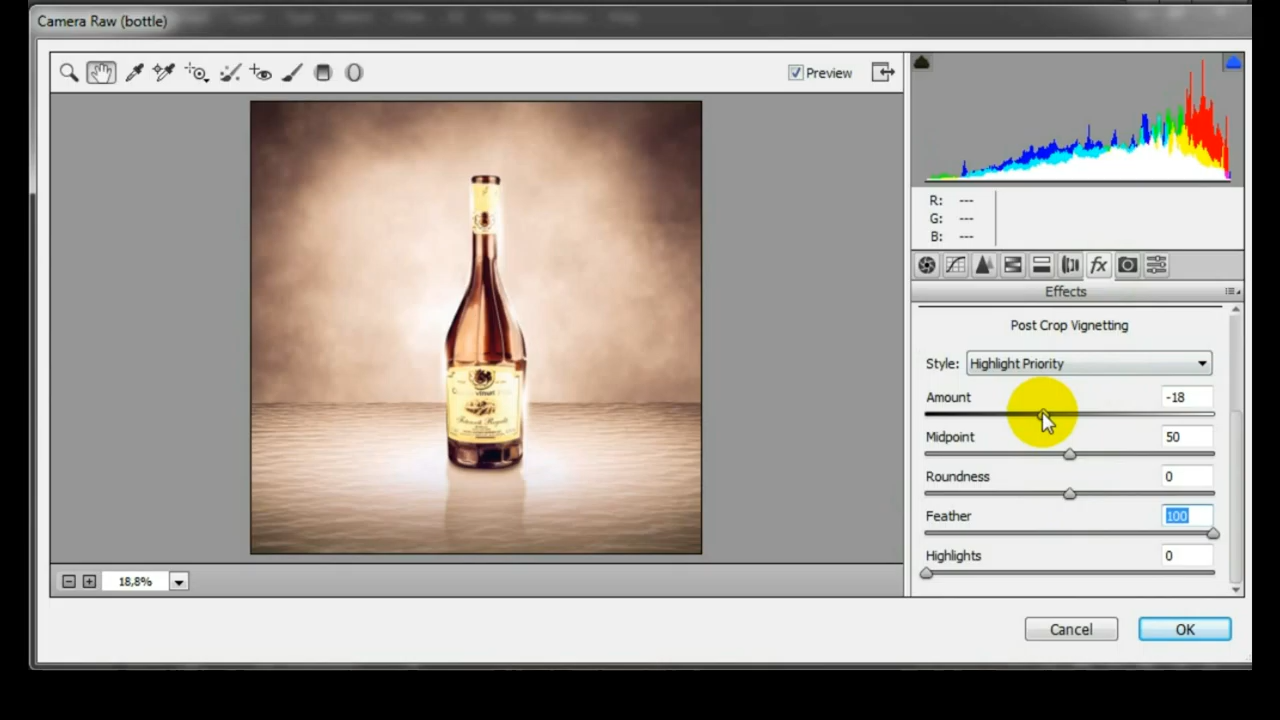 Camera Raw (bottle)
Preview
R: ---
G: ---
B: ---
fx
Effects
Post Crop Vignetting
Style: Highlight Priority
Amount -18
Midpoint 50
Roundness 0
Feather 100
Highlights 0
18,8%
Cancel OK